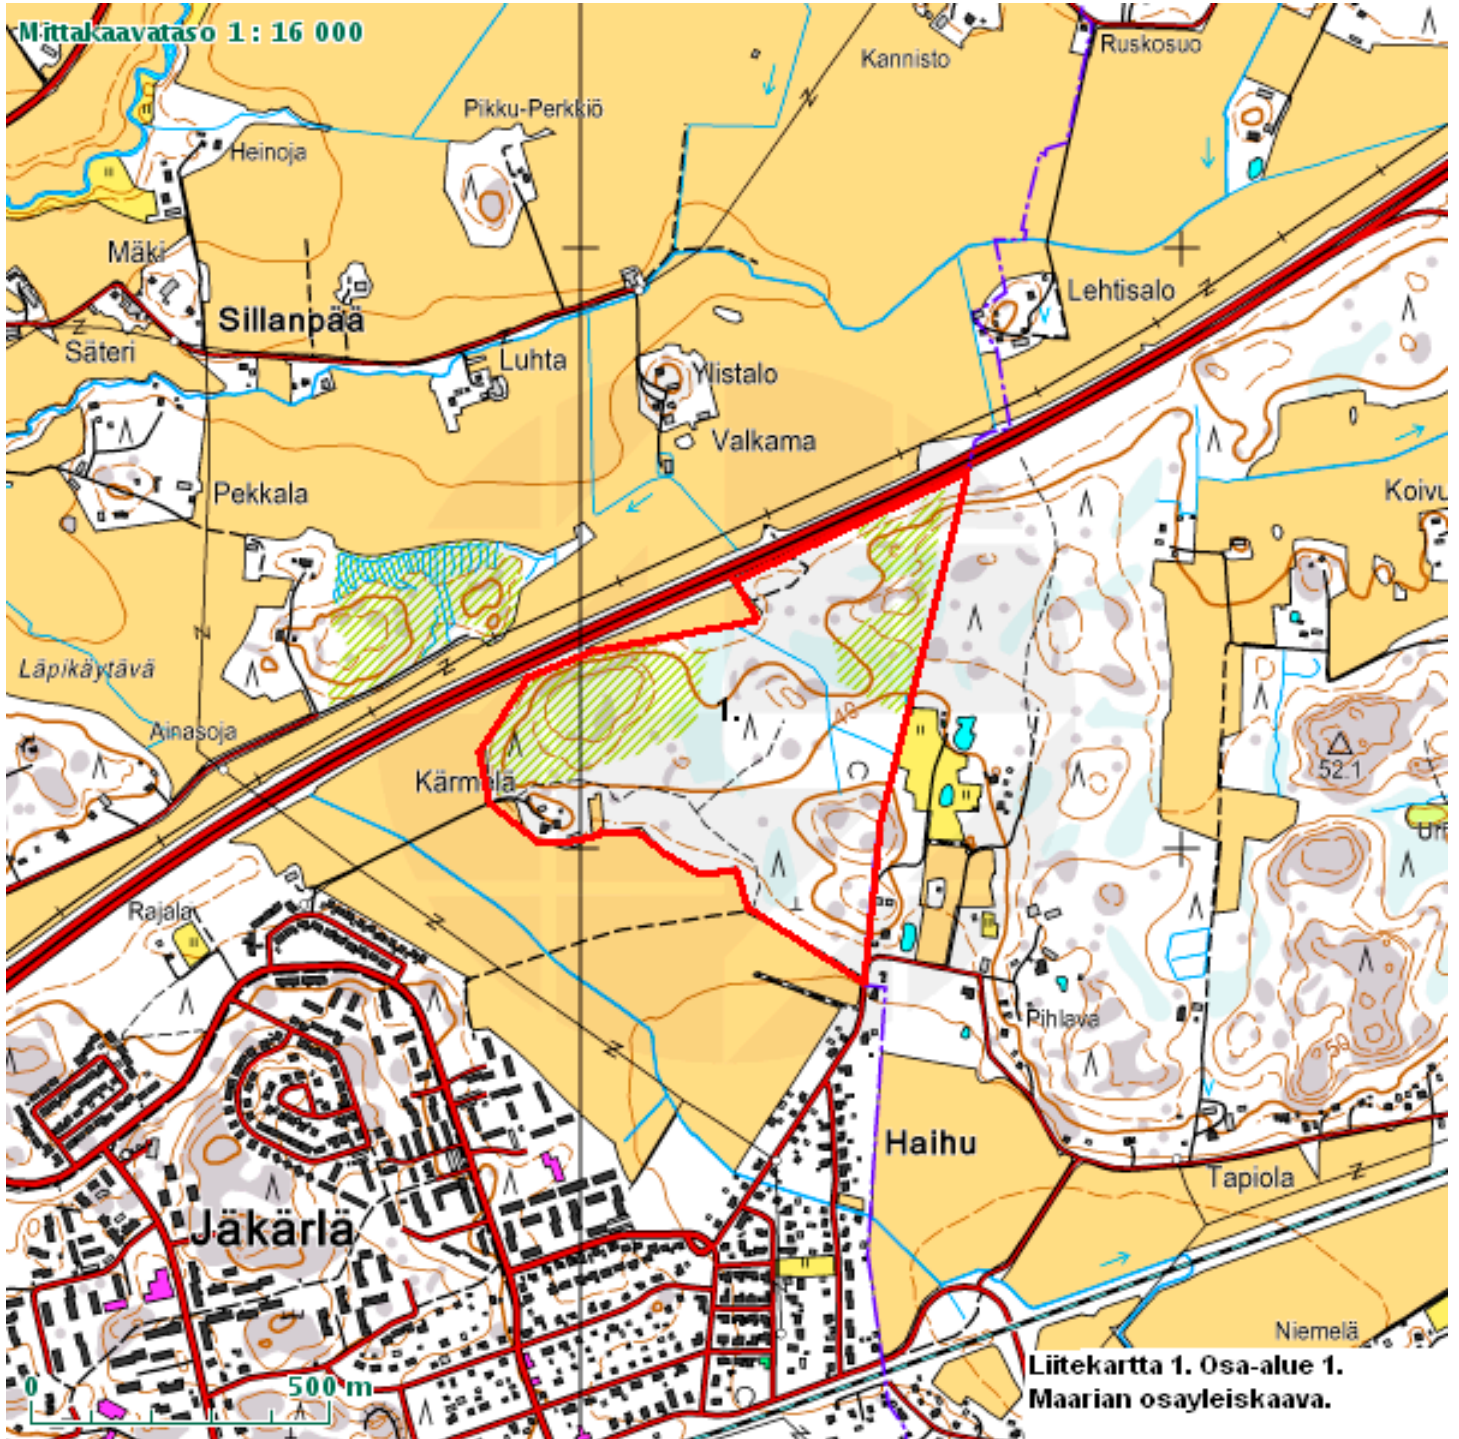 Mittakaavataso 1 : 16 000
Kannisto
Ruskosuo
Pikku-Perkkiö
Heinoja
Mäki
Lehtisalo
Sillanpää
Säteri
Luhta
Ylistalo
Valkama
Pekkala
Koivu
Läpikäytävä
Ainasoja
1.
40
52.1
Kärmelä
Rajala
Pihlava
50
Haihu
Tapiola
Jäkärlä
Niemelä
0 500 m
Liitekartta 1. Osa-alue 1.
Maarian osayleiskaava.